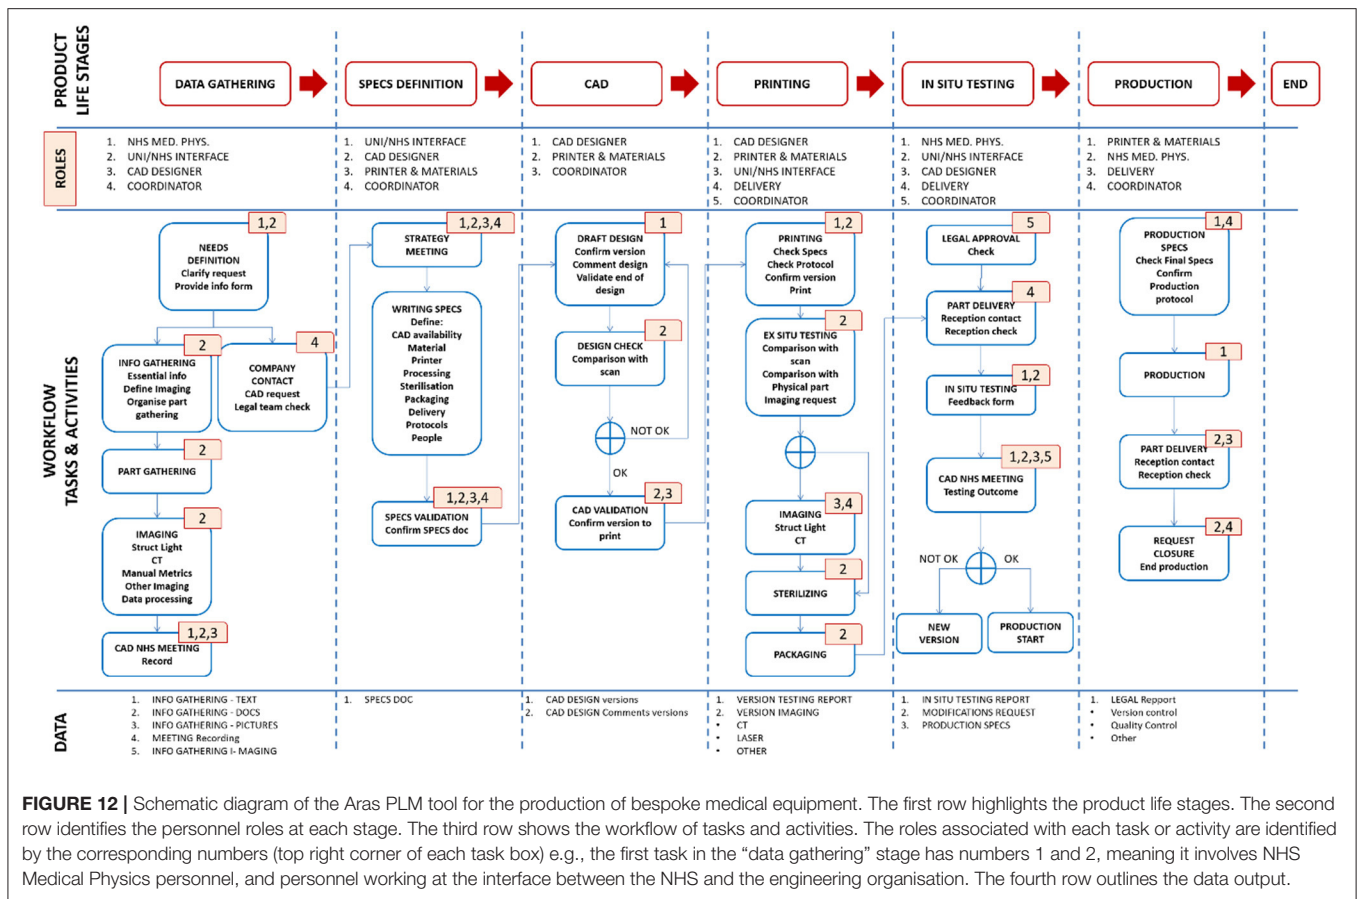 PRODUCT
LIFE STAGES
DATA GATHERING
SPECS DEFINITION
CAD
PRINTING
IN SITU TESTING
PRODUCTION
END
ROLES
1. NHS MED. PHYS.
2. UNI/NHS INTERFACE
3. CAD DESIGNER
4. COORDINATOR
1. UNI/NHS INTERFACE
2. CAD DESIGNER
3. PRINTER & MATERIALS
4. COORDINATOR
1. CAD DESIGNER
2. PRINTER & MATERIALS
3. COORDINATOR
1. CAD DESIGNER
2. PRINTER & MATERIALS
3. UNI/NHS INTERFACE
4. DELIVERY
5. COORDINATOR
1. NHS MED. PHYS.
2. UNI/NHS INTERFACE
3. CAD DESIGNER
4. DELIVERY
5. COORDINATOR
1. PRINTER & MATERIALS
2. NHS MED. PHYS.
3. DELIVERY
4. COORDINATOR
WORKFLOW
TASKS & ACTIVITIES
1,2
NEEDS
DEFINITION
Clarify request
Provide info form
2
INFO GATHERING
Essential info
Define Imaging
Organise part
gathering
4
COMPANY
CONTACT
CAD request
Legal team check
2
PART GATHERING
2
IMAGING
Struct Light
CT
Manual Metrics
Other Imaging
Data processing
1,2,3
CAD NHS MEETING
Record
1,2,3,4
STRATEGY
MEETING
WRITING SPECS
Define:
CAD availability
Material
Printer
Processing
Sterilisation
Packaging
Delivery
Protocols
People
1,2,3,4
SPECS VALIDATION
Confirm SPECS doc
1
DRAFT DESIGN
Confirm version
Comment design
Validate end of
design
2
DESIGN CHECK
Comparison with
scan
NOT OK
OK
2,3
CAD VALIDATION
Confirm version to
print
1,2
PRINTING
Check Specs
Check Protocol
Confirm version
Print
2
EX SITU TESTING
Comparison with
scan
Comparison with
Physical part
Imaging request
3,4
IMAGING
Struct Light
CT
2
STERILIZING
2
PACKAGING
5
LEGAL APPROVAL
Check
4
PART DELIVERY
Reception contact
Reception check
1,2
IN SITU TESTING
Feedback form
1,2,3,5
CAD NHS MEETING
Testing Outcome
NOT OK
OK
NEW
VERSION
PRODUCTION
START
1,4
PRODUCTION
SPECS
Check Final Specs
Confirm
Production
protocol
1
PRODUCTION
2,3
PART DELIVERY
Reception contact
Reception check
2,4
REQUEST
CLOSURE
End production
DATA
1. INFO GATHERING - TEXT
2. INFO GATHERING - DOCS
3. INFO GATHERING - PICTURES
4. MEETING Recording
5. INFO GATHERING I- MAGING
1. SPECS DOC
1. CAD DESIGN versions
2. CAD DESIGN Comments versions
1. VERSION TESTING REPORT
2. VERSION IMAGING
• CT
• LASER
• OTHER
1. IN SITU TESTING REPORT
2. MODIFICATIONS REQUEST
3. PRODUCTION SPECS
1. LEGAL Repport
• Version control
• Quality Control
• Other
FIGURE 12 | Schematic diagram of the Aras PLM tool for the production of bespoke medical equipment. The first row highlights the product life stages. The second
row identifies the personnel roles at each stage. The third row shows the workflow of tasks and activities. The roles associated with each task or activity are identified
by the corresponding numbers (top right corner of each task box) e.g., the first task in the “data gathering” stage has numbers 1 and 2, meaning it involves NHS
Medical Physics personnel, and personnel working at the interface between the NHS and the engineering organisation. The fourth row outlines the data output.